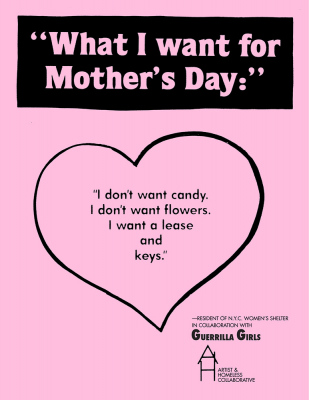 “What I want for
Mother’s Day:”
"I don't want candy.
I don't want flowers.
I want a lease
and
keys."
—RESIDENT OF N.Y.C. WOMEN'S SHELTER
IN COLLABORATION WITH
GUERRILLA GIRLS
AH
ARTIST &
HOMELESS
COLLABORATIVE